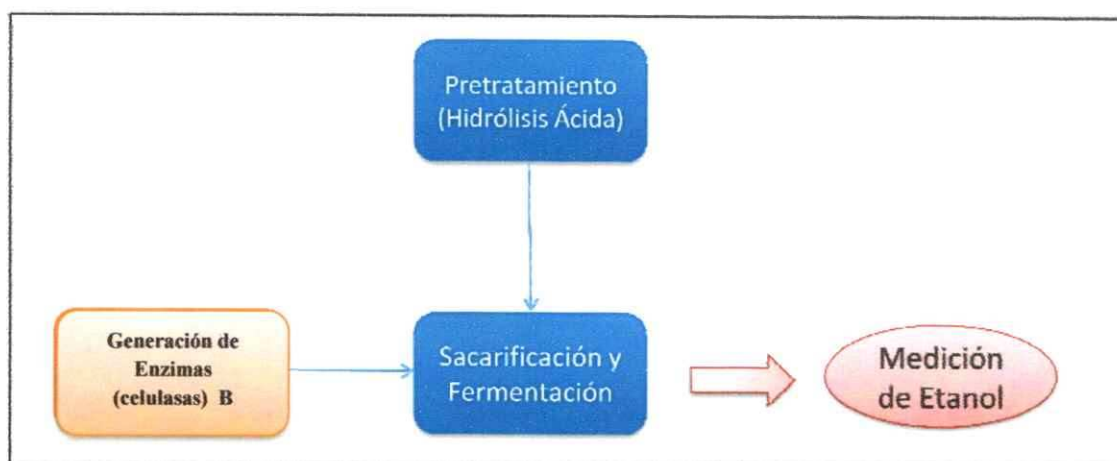 Pretratamiento
(Hidrólisis Ácida)
Generación de
Enzimas
(celulasas) B
Sacarificación y
Fermentación
Medición
de Etanol